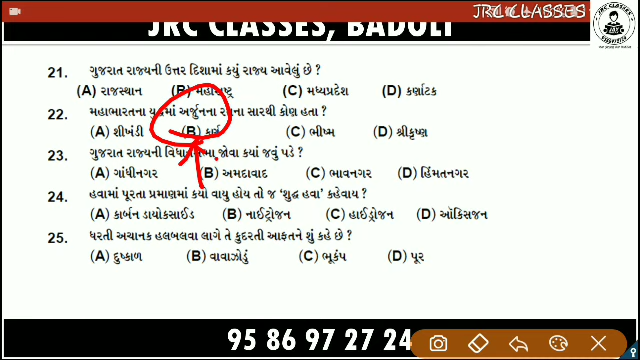 JRC CLASSES
JRC CLASSES, BADOLI
JRC CLASSES
21. ગુજરાત રાજ્યની ઉત્તર દિશામાં કયું રાજ્ય આવેલું છે ?
(A) રાજસ્થાન (B) મહારાષ્ટ્ર (C) મધ્યપ્રદેશ (D) કર્ણાટક
22. મહાભારતના યુદ્ધમાં અર્જુનના રથના સારથી કોણ હતા ?
(A) શીખંડી (B) કર્ણ (C) ભીષ્મ (D) શ્રીકૃષ્ણ
23. ગુજરાત રાજ્યની વિધાનસભા જોવા કયાં જવું પડે ?
(A) ગાંધીનગર (B) અમદાવાદ (C) ભાવનગર (D) હિંમતનગર
24. હવામાં પૂરતા પ્રમાણમાં કયો વાયુ હોય તો જ ‘શુદ્ધ હવા’ કહેવાય ?
(A) કાર્બન ડાયોકસાઈડ (B) નાઈટ્રોજન (C) હાઈડ્રોજન (D) ઑકિસજન
25. ધરતી અચાનક હલબલવા લાગે તે કુદરતી આફતને શું કહે છે ?
(A) દુષ્કાળ (B) વાવાઝોડું (C) ભૂકંપ (D) પૂર
95 86 97 27 24